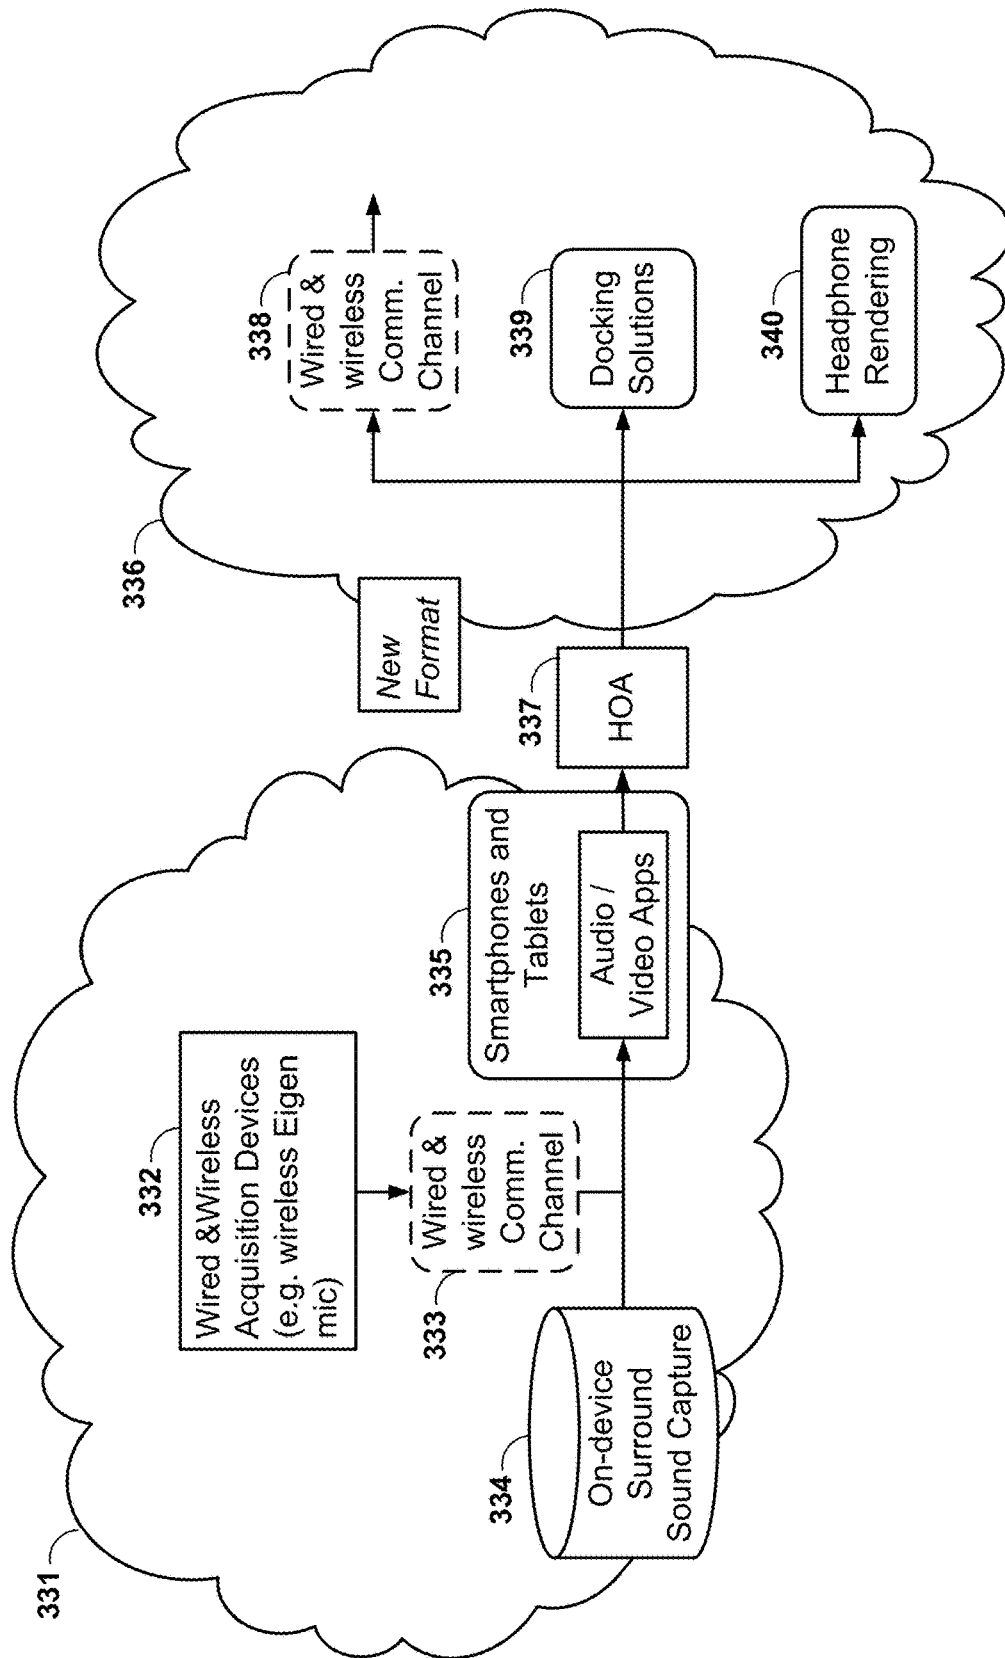 331
332
Wired &Wireless
Acquisition Devices
(e.g. wireless Eigen
mic)
333
Wired &
wireless
Comm.
Channel
334
On-device
Surround
Sound Capture
335
Smartphones and
Tablets
Audio /
Video Apps
New
Format
337
HOA
336
338
Wired &
wireless
Comm.
Channel
339
Docking
Solutions
340
Headphone
Rendering